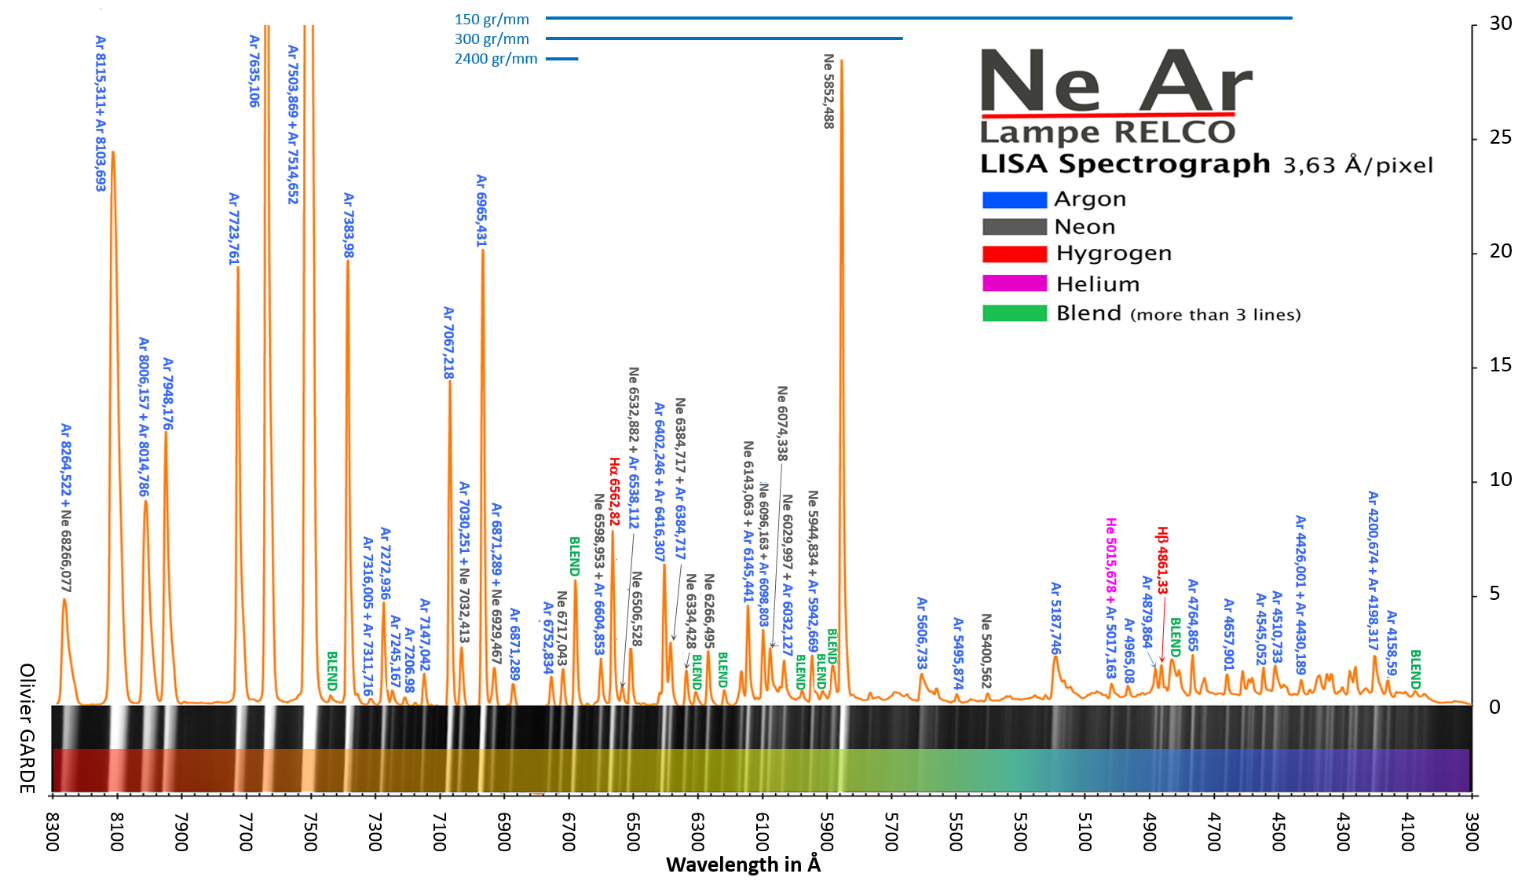 150 gr/mm
300 gr/mm
2400 gr/mm
Ne Ar
Lampe RELCO
LISA Spectrograph 3,63 Å/pixel
Argon
Neon
Hygrogen
Helium
Blend (more than 3 lines)
Ar 8264,522 + Ne 68266,077
Ar 8115,311+ Ar 8103,693
Ar 8006,157 + Ar 8014,786
Ar 7948,176
Ar 7723,761
Ar 7635,106
Ar 7503,869 + Ar 7514,652
BLEND
Ar 7383,98
Ar 7316,005 + Ar 7311,716
Ar 7272,936
Ar 7245,167
Ar 7206,98
Ar 7147,042
Ar 7067,218
Ar 7030,251 + Ne 7032,413
Ar 6965,431
Ar 6871,289 + Ne 6929,467
Ar 6871,289
Ar 6752,834
Ne 6717,043
BLEND
Ne 6598,953 + Ar 6604,853
Hα 6562,82
Ne 6532,882 + Ar 6538,112
Ne 6506,528
Ar 6402,246 + Ar 6416,307
Ne 6384,717 + Ar 6384,717
Ne 6334,428
BLEND
Ne 6266,495
BLEND
Ne 6143,063 + Ar 6145,441
Ne 6096,163 + Ar 6098,803
Ne 6074,338
Ne 6029,997 + Ar 6032,127
BLEND
Ne 5944,834 + Ar 5942,669
BLEND
BLEND
Ne 5852,488
Ar 5606,733
Ar 5495,874
Ne 5400,562
Ar 5187,746
He 5015,678 + Ar 5017,163
Ar 4965,08
Ar 4879,864
Hβ 4861,33
BLEND
Ar 4764,865
Ar 4657,901
Ar 4545,052
Ar 4510,733
Ar 4426,001 + Ar 4430,189
Ar 4200,674 + Ar 4198,317
Ar 4158,59
BLEND
30
25
20
15
10
5
0
Olivier GARDE
8300 8100 7900 7700 7500 7300 7100 6900 6700 6500 6300 6100 5900 5700 5500 5300 5100 4900 4700 4500 4300 4100 3900
Wavelength in Å